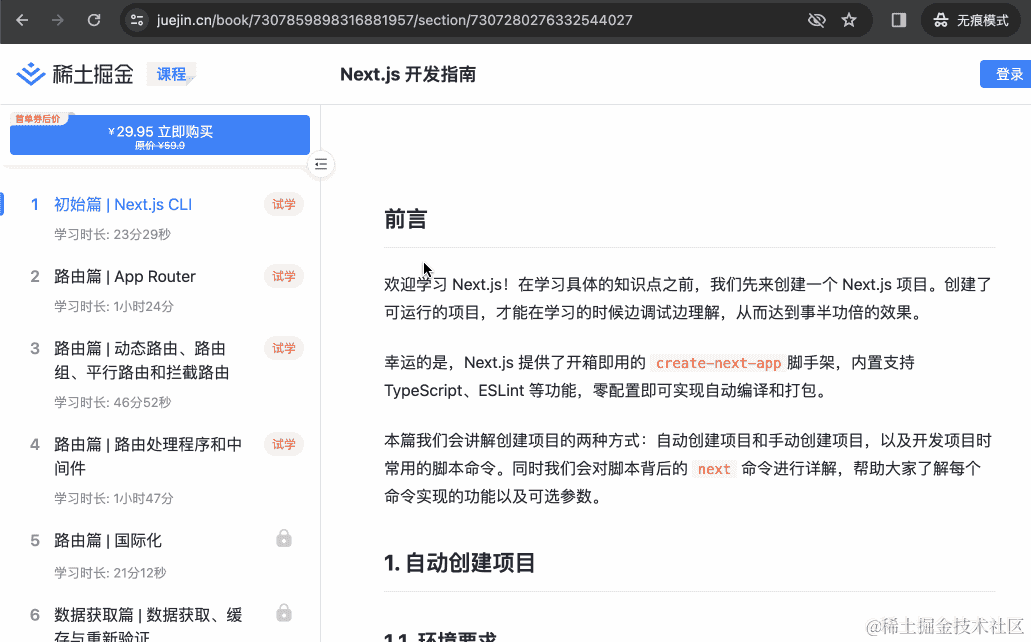 juejin.cn/book/7307859898316881957/section/7307280276332544027
无痕模式
稀土掘金
课程
Next.js 开发指南
登录
首单券后价
¥29.95 立即购买
原价 ¥59.9
1 初始篇 | Next.js CLI 试学
学习时长: 23分29秒
2 路由篇 | App Router 试学
学习时长: 1小时24分
3 路由篇 | 动态路由、路由 试学
组、平行路由和拦截路由
学习时长: 46分52秒
4 路由篇 | 路由处理程序和中 试学
间件
学习时长: 1小时47分
5 路由篇 | 国际化
学习时长: 21分12秒
6 数据获取篇 | 数据获取、缓
存与重新验证
前言
欢迎学习 Next.js！在学习具体的知识点之前，我们先来创建一个 Next.js 项目。创建了
可运行的项目，才能在学习的时候边调试边理解，从而达到事半功倍的效果。
幸运的是，Next.js 提供了开箱即用的 create-next-app 脚手架，内置支持
TypeScript、ESLint 等功能，零配置即可实现自动编译和打包。
本篇我们会讲解创建项目的两种方式：自动创建项目和手动创建项目，以及开发项目时
常用的脚本命令。同时我们会对脚本背后的 next 命令进行详解，帮助大家了解每个
命令实现的功能以及可选参数。
1. 自动创建项目
1.1. 环境要求
@稀土掘金技术社区